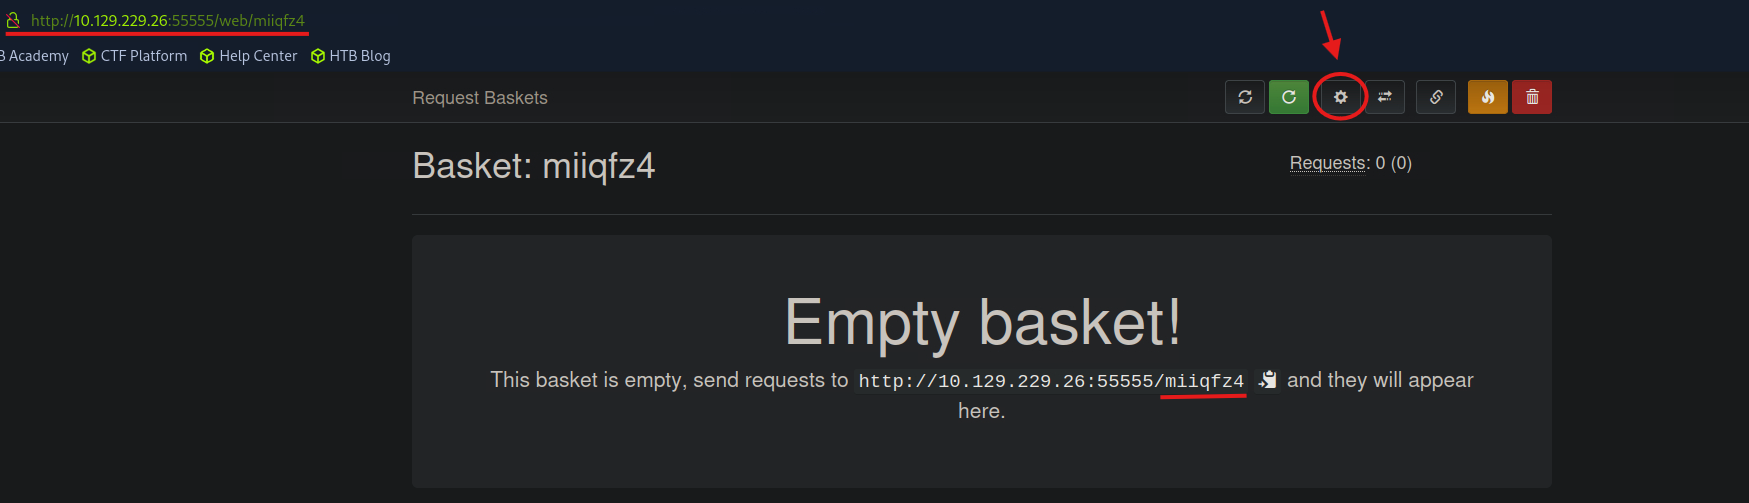 http://10.129.229.26:55555/web/miiqfz4
B Academy CTF Platform Help Center HTB Blog
Request Baskets
Basket: miiqfz4
Requests: 0 (0)
Empty basket!
This basket is empty, send requests to http://10.129.229.26:55555/miiqfz4 and they will appear
here.